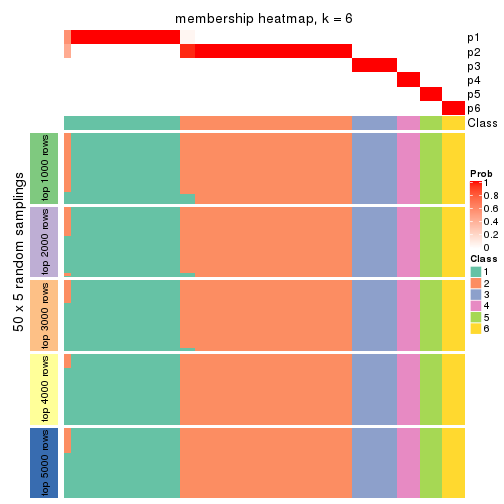 membership heatmap, k = 6
p1
p2
p3
p4
p5
p6
Class
50 x 5 random samplings
top 1000 rows
top 2000 rows
top 3000 rows
top 4000 rows
top 5000 rows
Prob
1
0.8
0.6
0.4
0.2
0
Class
1
2
3
4
5
6